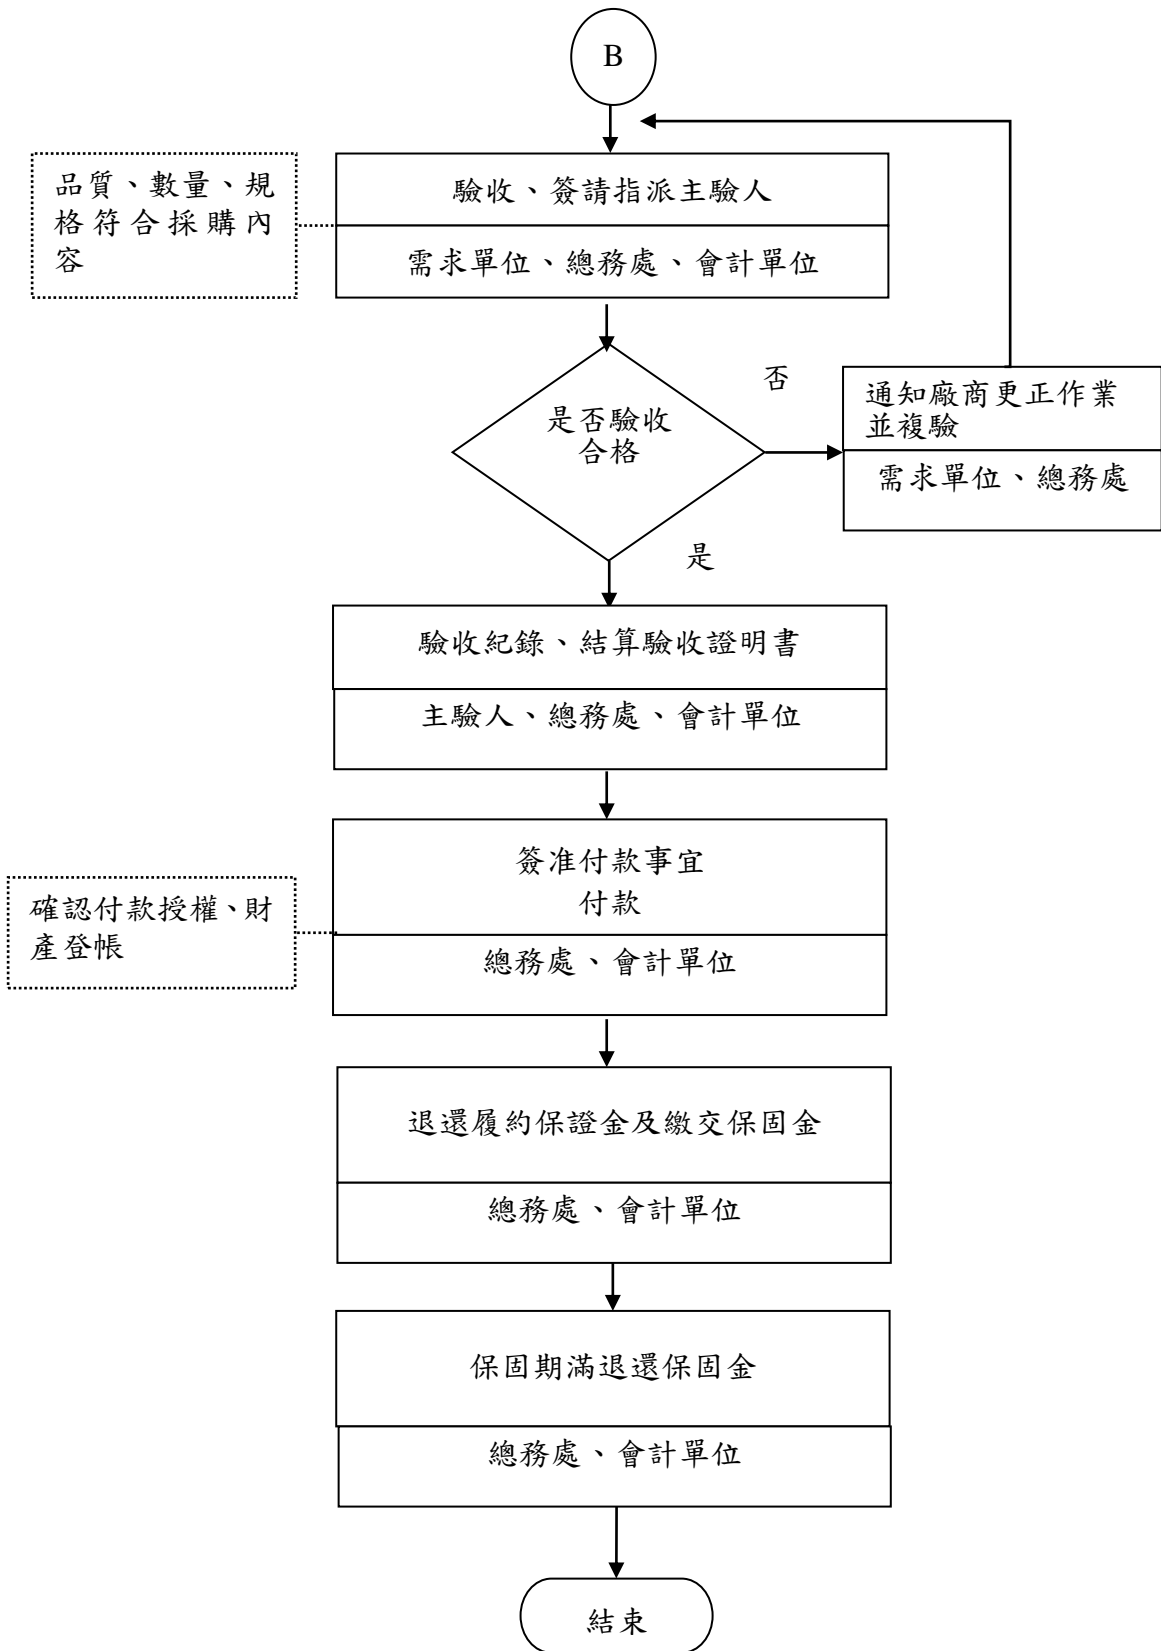 B
品質、數量、規
格符合採購內
容
驗收、簽請指派主驗人
需求單位、總務處、會計單位
是否驗收
合格
否
通知廠商更正作業
並複驗
需求單位、總務處
是
驗收紀錄、結算驗收證明書
主驗人、總務處、會計單位
簽准付款事宜
付款
確認付款授權、財
產登帳
總務處、會計單位
退還履約保證金及繳交保固金
總務處、會計單位
保固期滿退還保固金
總務處、會計單位
結束